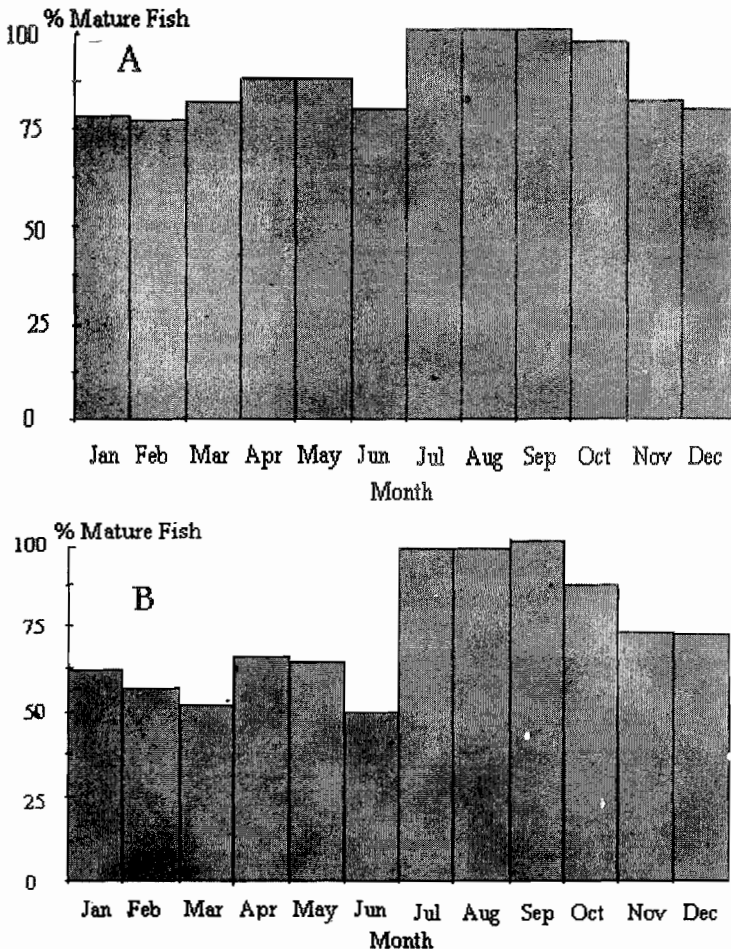 % Mature Fish
100
A
75
50
25
0
Jan Feb Mar Apr May Jun Jul Aug Sep Oct Nov Dec
Month
% Mature Fish
100
B
75
50
25
0
Jan Feb Mar Apr May Jun Jul Aug Sep Oct Nov Dec
Month